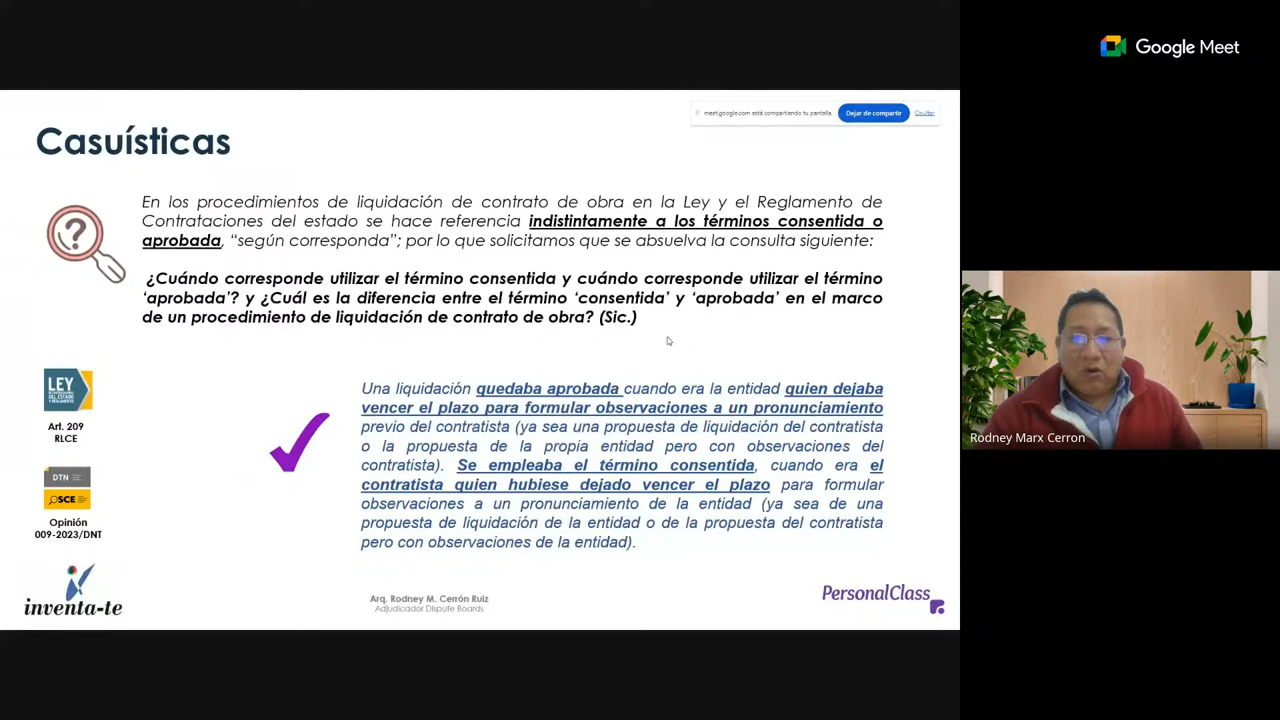 Google Meet
meet.google.com está compartiendo tu pantalla.
Dejar de compartir
Ocultar
Casuísticas
En los procedimientos de liquidación de contrato de obra en la Ley y el Reglamento de
Contrataciones del estado se hace referencia indistintamente a los términos consentida o
aprobada, “según corresponda”; por lo que solicitamos que se absuelva la consulta siguiente:
¿Cuándo corresponde utilizar el término consentida y cuándo corresponde utilizar el término
‘aprobada’? y ¿Cuál es la diferencia entre el término ‘consentida’ y ‘aprobada’ en el marco
de un procedimiento de liquidación de contrato de obra? (Sic.)
LEY
Art. 209
RLCE
DTN
OSCE
Opinión
009-2023/DNT
Una liquidación quedaba aprobada cuando era la entidad quien dejaba
vencer el plazo para formular observaciones a un pronunciamiento
previo del contratista (ya sea una propuesta de liquidación del contratista
o la propuesta de la propia entidad pero con observaciones del
contratista). Se empleaba el término consentida, cuando era el
contratista quien hubiese dejado vencer el plazo para formular
observaciones a un pronunciamiento de la entidad (ya sea de una
propuesta de liquidación de la entidad o de la propuesta del contratista
pero con observaciones de la entidad).
Rodney Marx Cerron
inventa-te
Arq. Rodney M. Cerrón Ruiz
Adjudicador Dispute Boards
PersonalClass